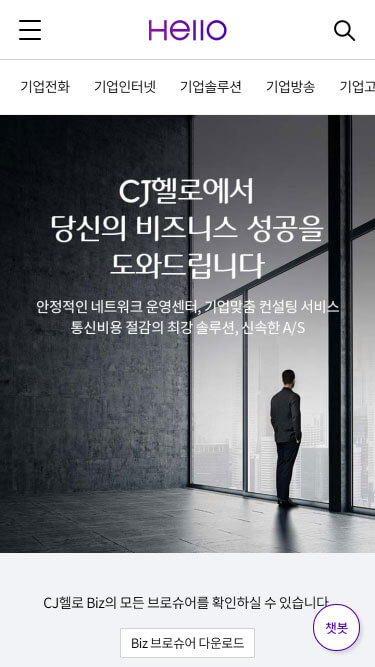 Hello
기업전화 기업인터넷 기업솔루션 기업방송 기업고
CJ헬로에서
당신의 비즈니스 성공을
도와드립니다
안정적인 네트워크 운영센터, 기업맞춤 컨설팅 서비스
통신비용 절감의 최강 솔루션, 신속한 A/S
CJ헬로 Biz의 모든 브로슈어를 확인하실 수 있습니다
챗봇
Biz 브로슈어 다운로드